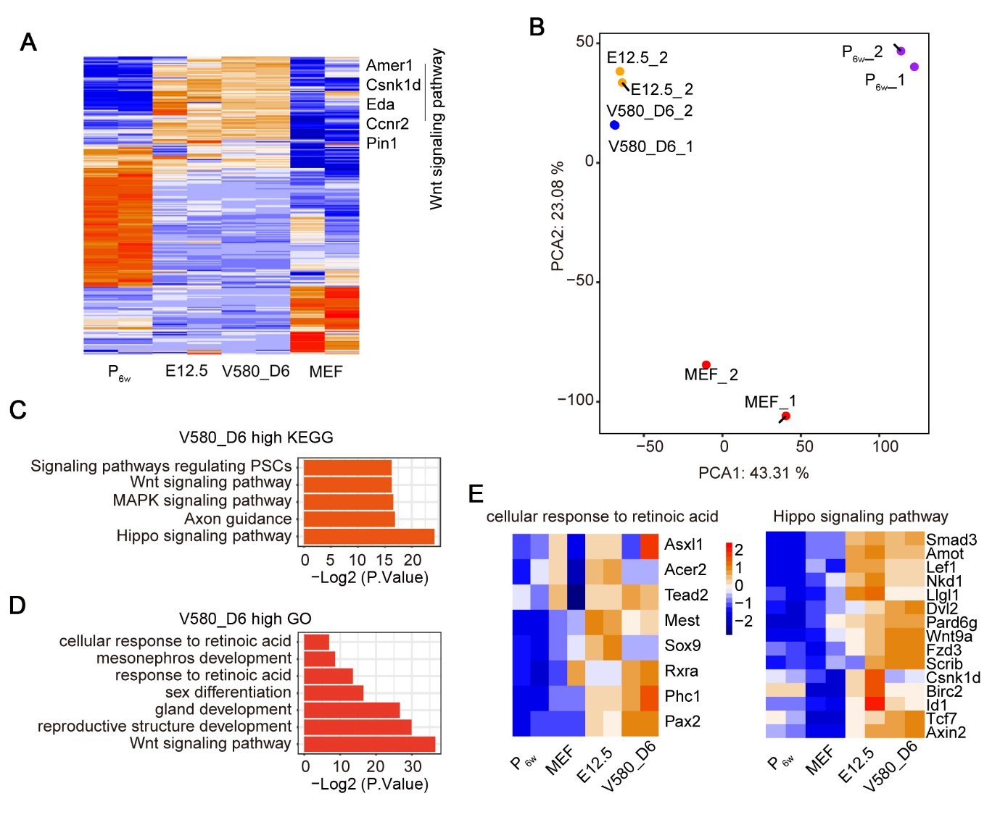 A
Amer1
Csnk1d
Eda
Ccnr2
Pin1
Wnt signaling pathway
P6w E12.5 V580_D6 MEF
B
50
0
−50
−100
PCA2: 23.08 %
E12.5_2
E12.5_2
V580_D6_2
V580_D6_1
P6w_2
P6w_1
MEF_2
MEF_1
−50 0 50 100
PCA1: 43.31 %
C
V580_D6 high KEGG
Signaling pathways regulating PSCs
Wnt signaling pathway
MAPK signaling pathway
Axon guidance
Hippo signaling pathway
0 5 10 15 20
−Log2 (P.Value)
D
V580_D6 high GO
cellular response to retinoic acid
mesonephros development
response to retinoic acid
sex differentiation
gland development
reproductive structure development
Wnt signaling pathway
0 10 20 30
−Log2 (P.Value)
E
cellular response to retinoic acid
Asxl1
Acer2
Tead2
Mest
Sox9
Rxra
Phc1
Pax2
P6w MEF E12.5 V580_D6
2
1
0
−1
−2
Hippo signaling pathway
Smad3
Amot
Lef1
Nkd1
Llgl1
Dvl2
Pard6g
Wnt9a
Fzd3
Scrib
Csnk1d
Birc2
Id1
Tcf7
Axin2
P6w MEF E12.5 V580_D6